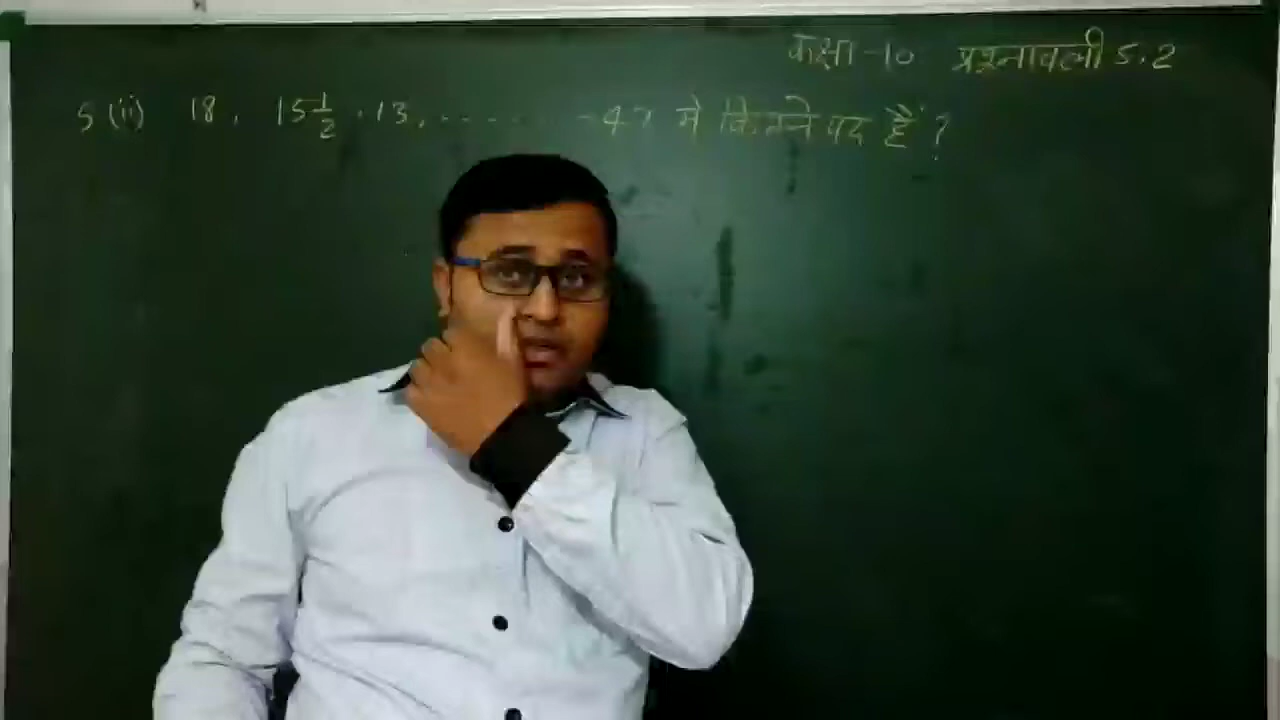 कक्षा -10 प्रश्नावली 5.2
5 (ii) 18, 15 1/2, 13, ........ -47 में कितने पद हैं ?